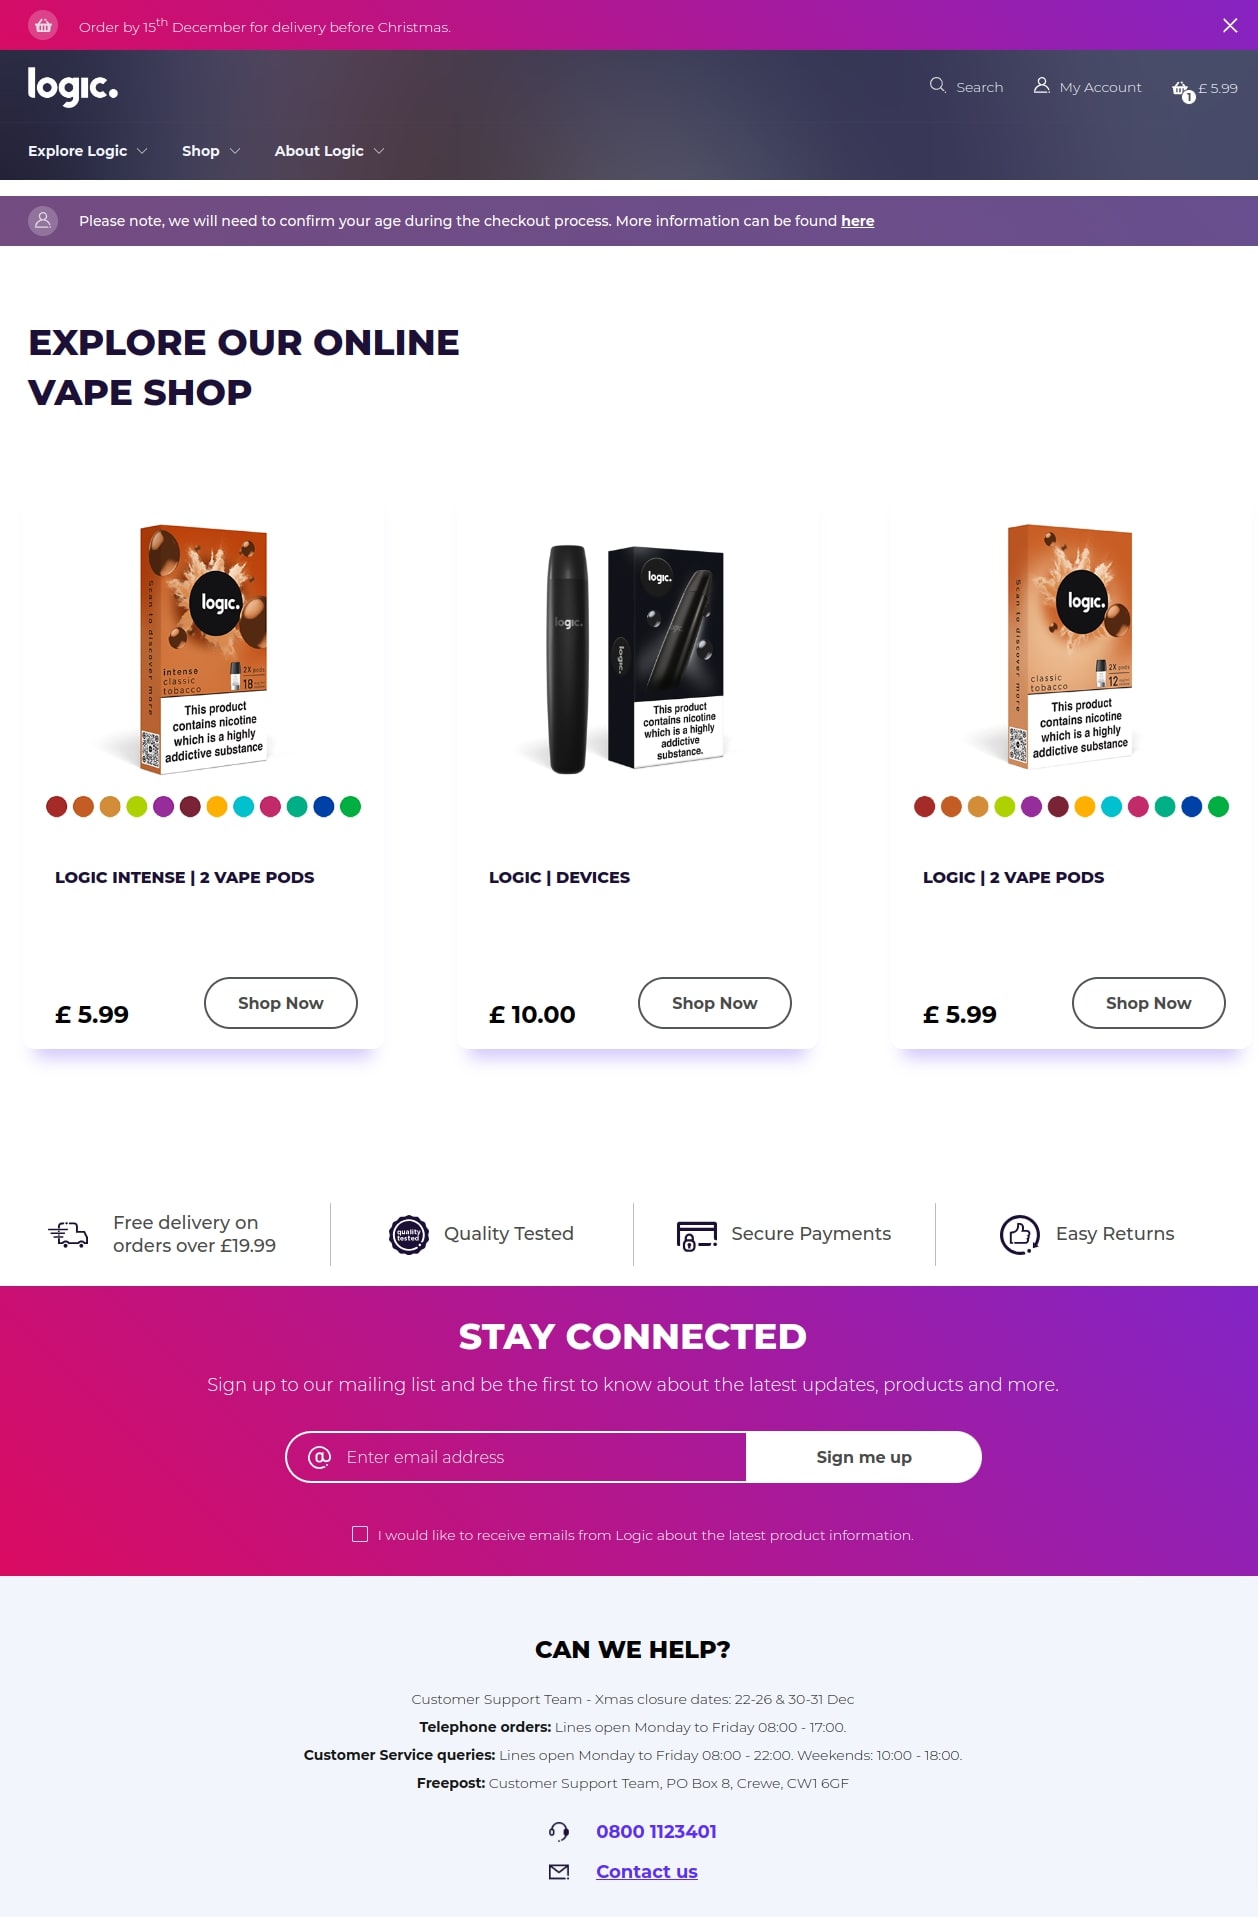 Order by 15th December for delivery before Christmas.
logic.
Search
My Account
1
£ 5.99
Explore Logic
Shop
About Logic
Please note, we will need to confirm your age during the checkout process. More information can be found here
EXPLORE OUR ONLINE
VAPE SHOP
Scan to discover more
logic.
intense
classic
tobacco
2X pods
18
This product
contains nicotine
which is a highly
addictive substance
logic.
logic.
logic.
This product
contains nicotine
which is a highly
addictive
substance.
Scan to discover more
logic.
classic
tobacco
2X pods
12
This product
contains nicotine
which is a highly
addictive substance
LOGIC INTENSE | 2 VAPE PODS
LOGIC | DEVICES
LOGIC | 2 VAPE PODS
£ 5.99
Shop Now
£ 10.00
Shop Now
£ 5.99
Shop Now
Free delivery on
orders over £19.99
quality
tested
Quality Tested
Secure Payments
Easy Returns
STAY CONNECTED
Sign up to our mailing list and be the first to know about the latest updates, products and more.
@ Enter email address
Sign me up
I would like to receive emails from Logic about the latest product information.
CAN WE HELP?
Customer Support Team - Xmas closure dates: 22-26 & 30-31 Dec
Telephone orders: Lines open Monday to Friday 08:00 - 17:00.
Customer Service queries: Lines open Monday to Friday 08:00 - 22:00. Weekends: 10:00 - 18:00.
Freepost: Customer Support Team, PO Box 8, Crewe, CW1 6GF
0800 1123401
Contact us